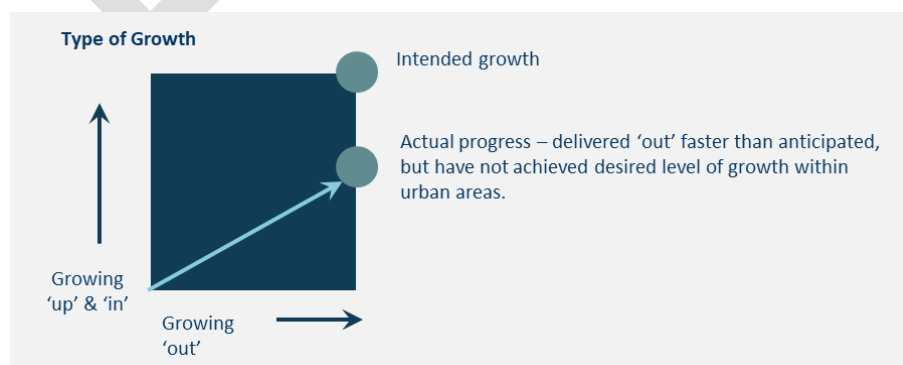 Type of Growth
Intended growth
Actual progress – delivered ‘out’ faster than anticipated,
but have not achieved desired level of growth within
urban areas.
Growing
‘up’ & ‘in’
Growing
‘out’